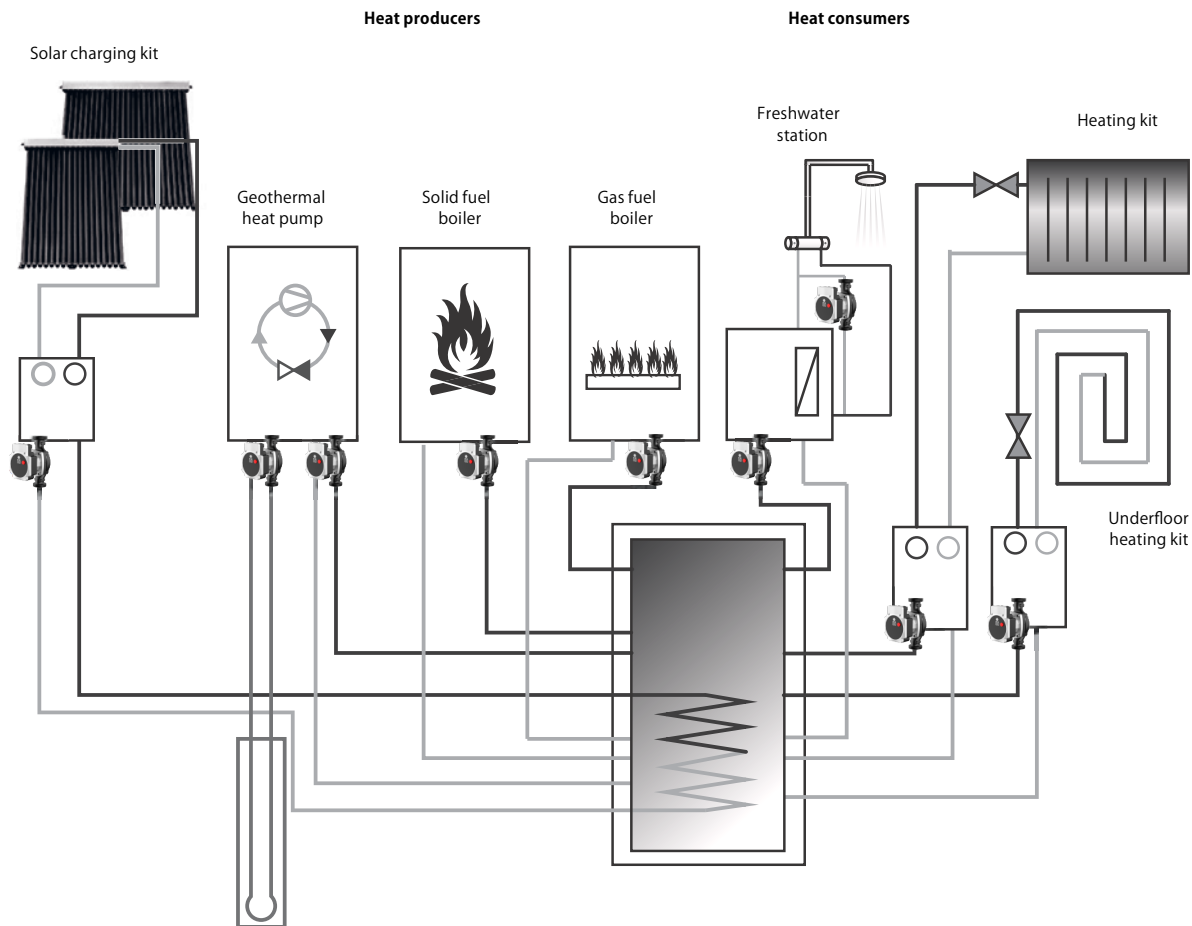 Heat producers
Heat consumers
Solar charging kit
Freshwater
station
Heating kit
Geothermal
heat pump
Solid fuel
boiler
Gas fuel
boiler
Underfloor
heating kit